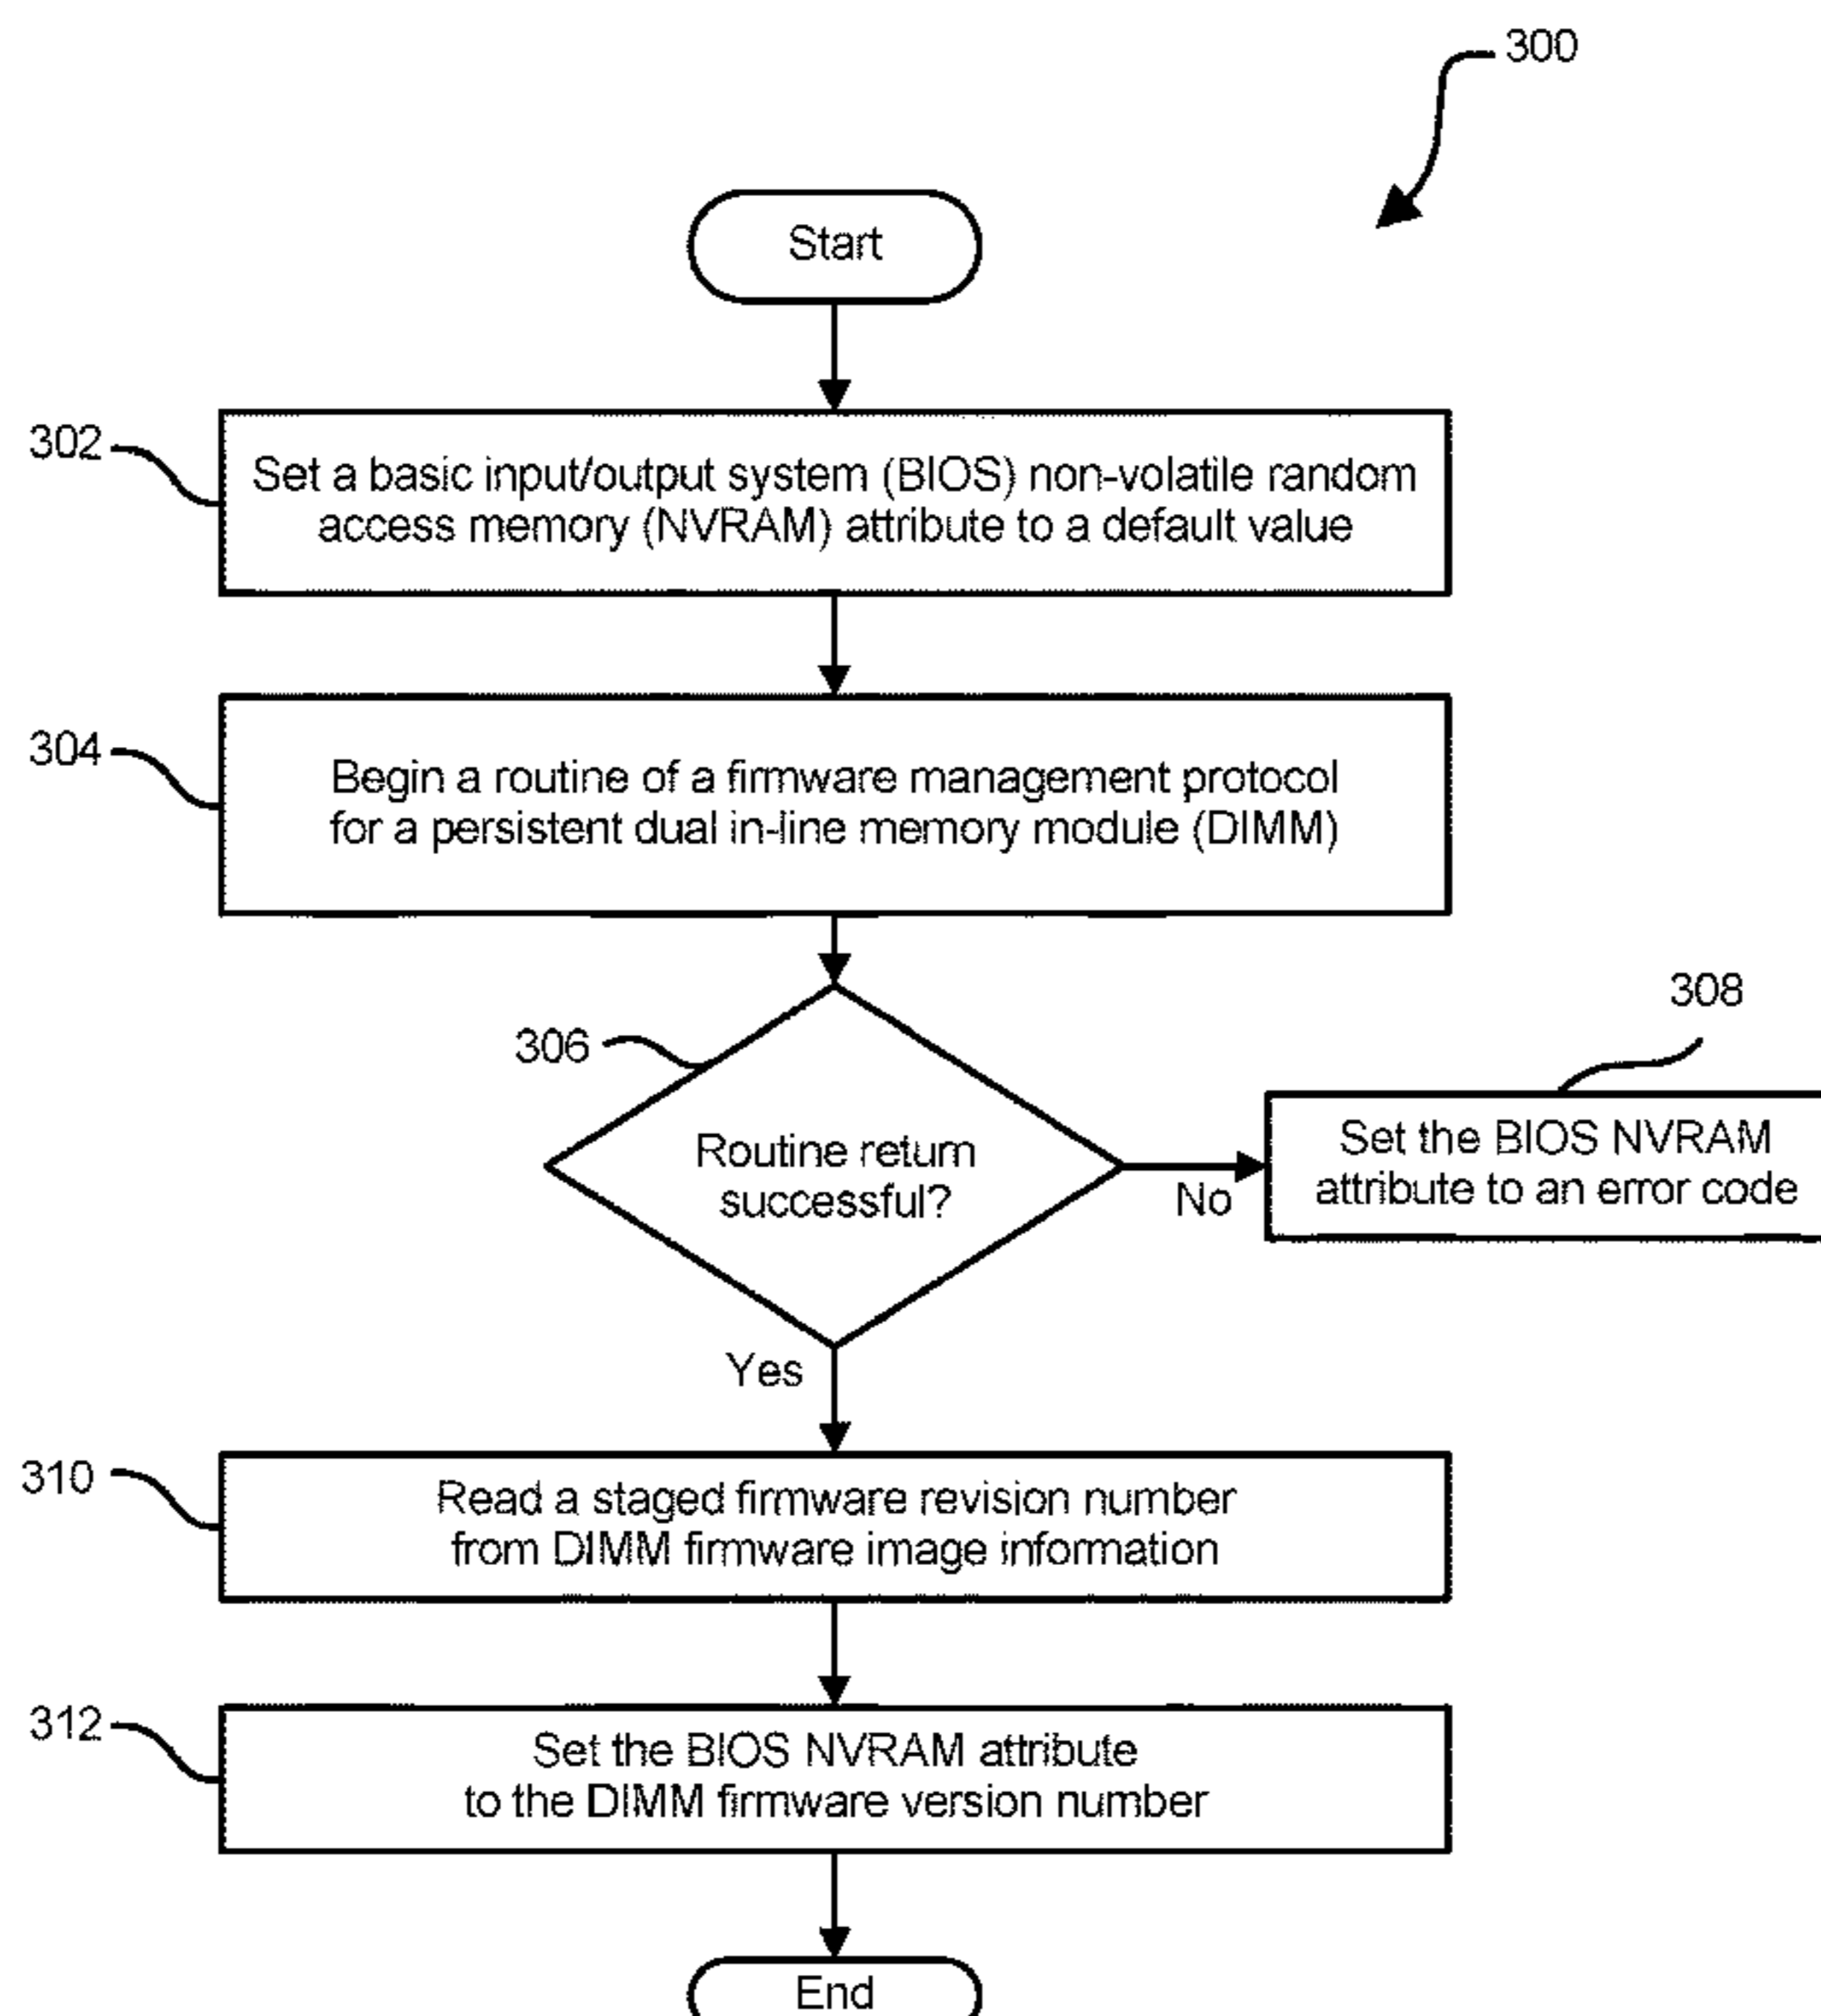 300
Start
302
Set a basic input/output system (BIOS) non-volatile random
access memory (NVRAM) attribute to a default value
304
Begin a routine of a firmware management protocol
for a persistent dual in-line memory module (DIMM)
306
Routine return
successful?
No
308
Set the BIOS NVRAM
attribute to an error code
Yes
310
Read a staged firmware revision number
from DIMM firmware image information
312
Set the BIOS NVRAM attribute
to the DIMM firmware version number
End